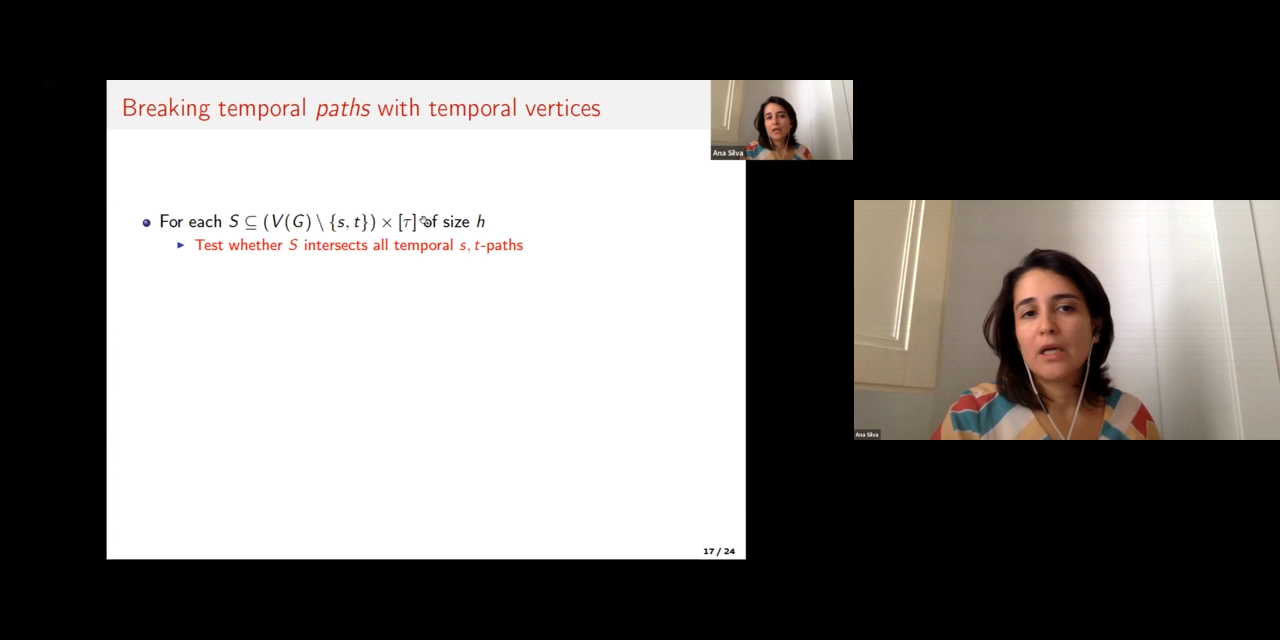 Breaking temporal paths with temporal vertices
Ana Silva
For each S ⊆ (V(G) \ {s, t}) × [τ] of size h
Test whether S intersects all temporal s, t-paths
Ana Silva
17 / 24